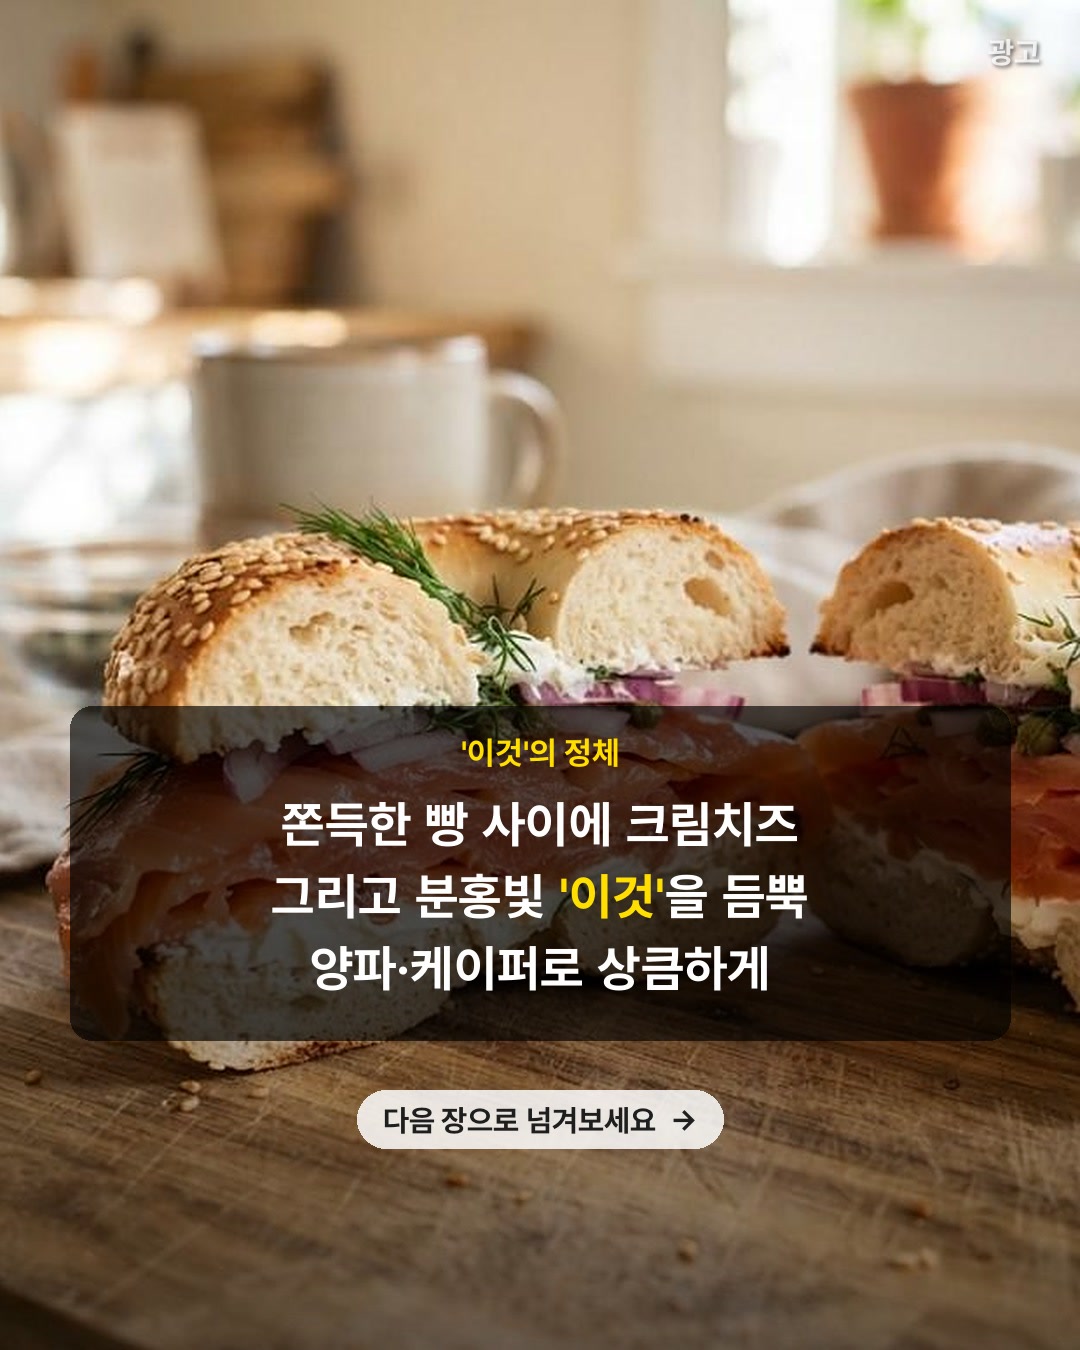 광고
'이것'의 정체
쫀득한 빵 사이에 크림치즈
그리고 분홍빛 '이것'을 듬뿍
양파·케이퍼로 상큼하게
다음 장으로 넘겨보세요 →